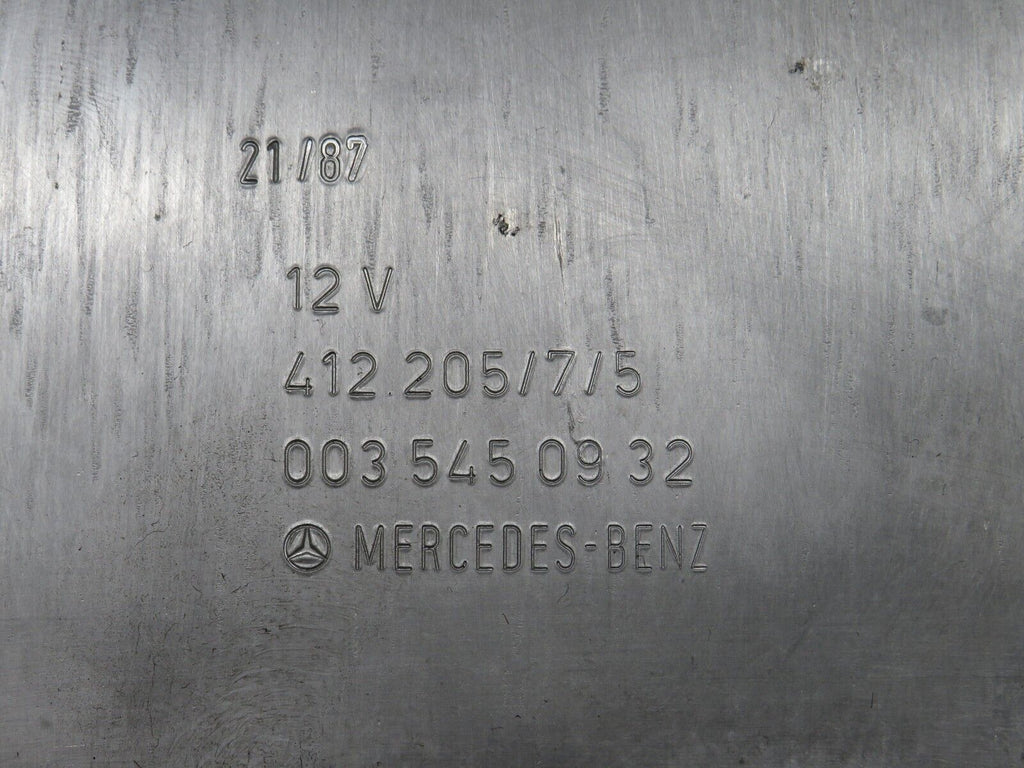 21/87
12 V
412 205/7/5
003 545 09 32
MERCEDES-BENZ